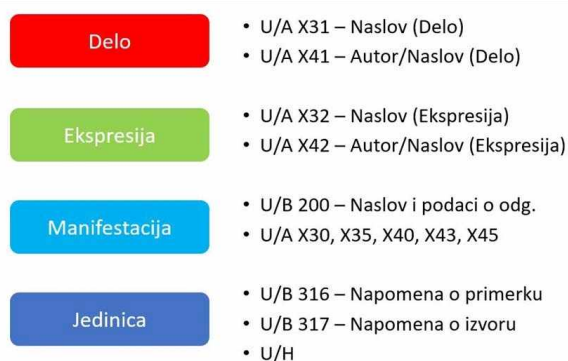 Delo
• U/A X31 – Naslov (Delo)
• U/A X41 – Autor/Naslov (Delo)
Ekspresija
• U/A X32 – Naslov (Ekspresija)
• U/A X42 – Autor/Naslov (Ekspresija)
Manifestacija
• U/B 200 – Naslov i podaci o odg.
• U/A X30, X35, X40, X43, X45
Jedinica
• U/B 316 – Napomena o primerku
• U/B 317 – Napomena o izvoru
• U/H